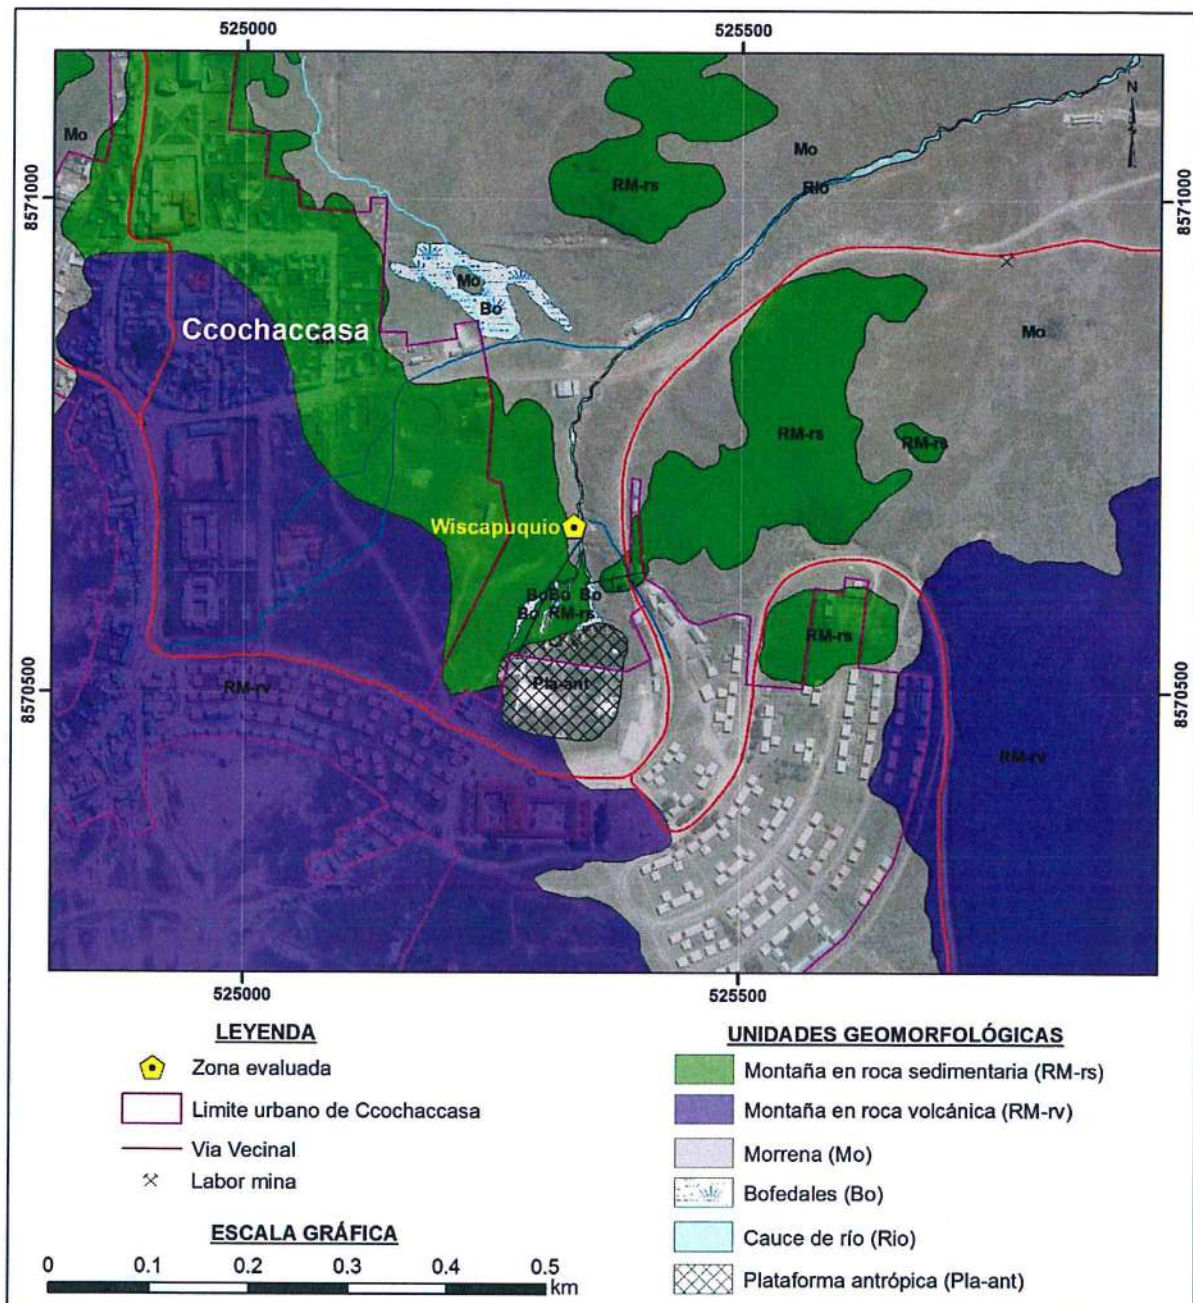 525000
525500
8571000
8571000
N
Mo
Mo
RM-rs
Rio
Mo
Bo
Mo
Ccochaccasa
RM-rs
RM-rs
Wiscapuquio
BoBo
Bo
Bo
RM-rs
RM-rs
Pla-ant
8570500
8570500
RM-rv
RM-rv
525000
525500
LEYENDA
Zona evaluada
Limite urbano de Ccochaccasa
Via Vecinal
Labor mina
ESCALA GRÁFICA
0 0.1 0.2 0.3 0.4 0.5
km
UNIDADES GEOMORFOLÓGICAS
Montaña en roca sedimentaria (RM-rs)
Montaña en roca volcánica (RM-rv)
Morrena (Mo)
Bofedales (Bo)
Cauce de río (Rio)
Plataforma antrópica (Pla-ant)